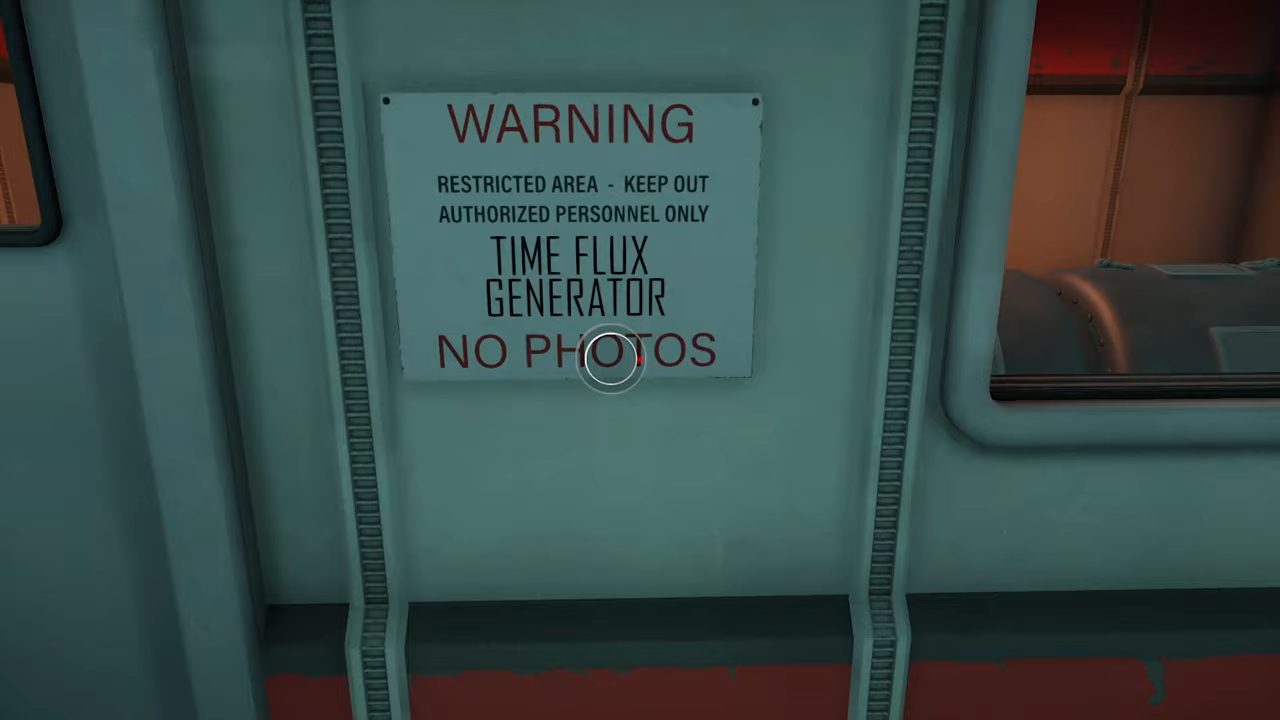 WARNING
RESTRICTED AREA - KEEP OUT
AUTHORIZED PERSONNEL ONLY
TIME FLUX
GENERATOR
NO PHOTOS